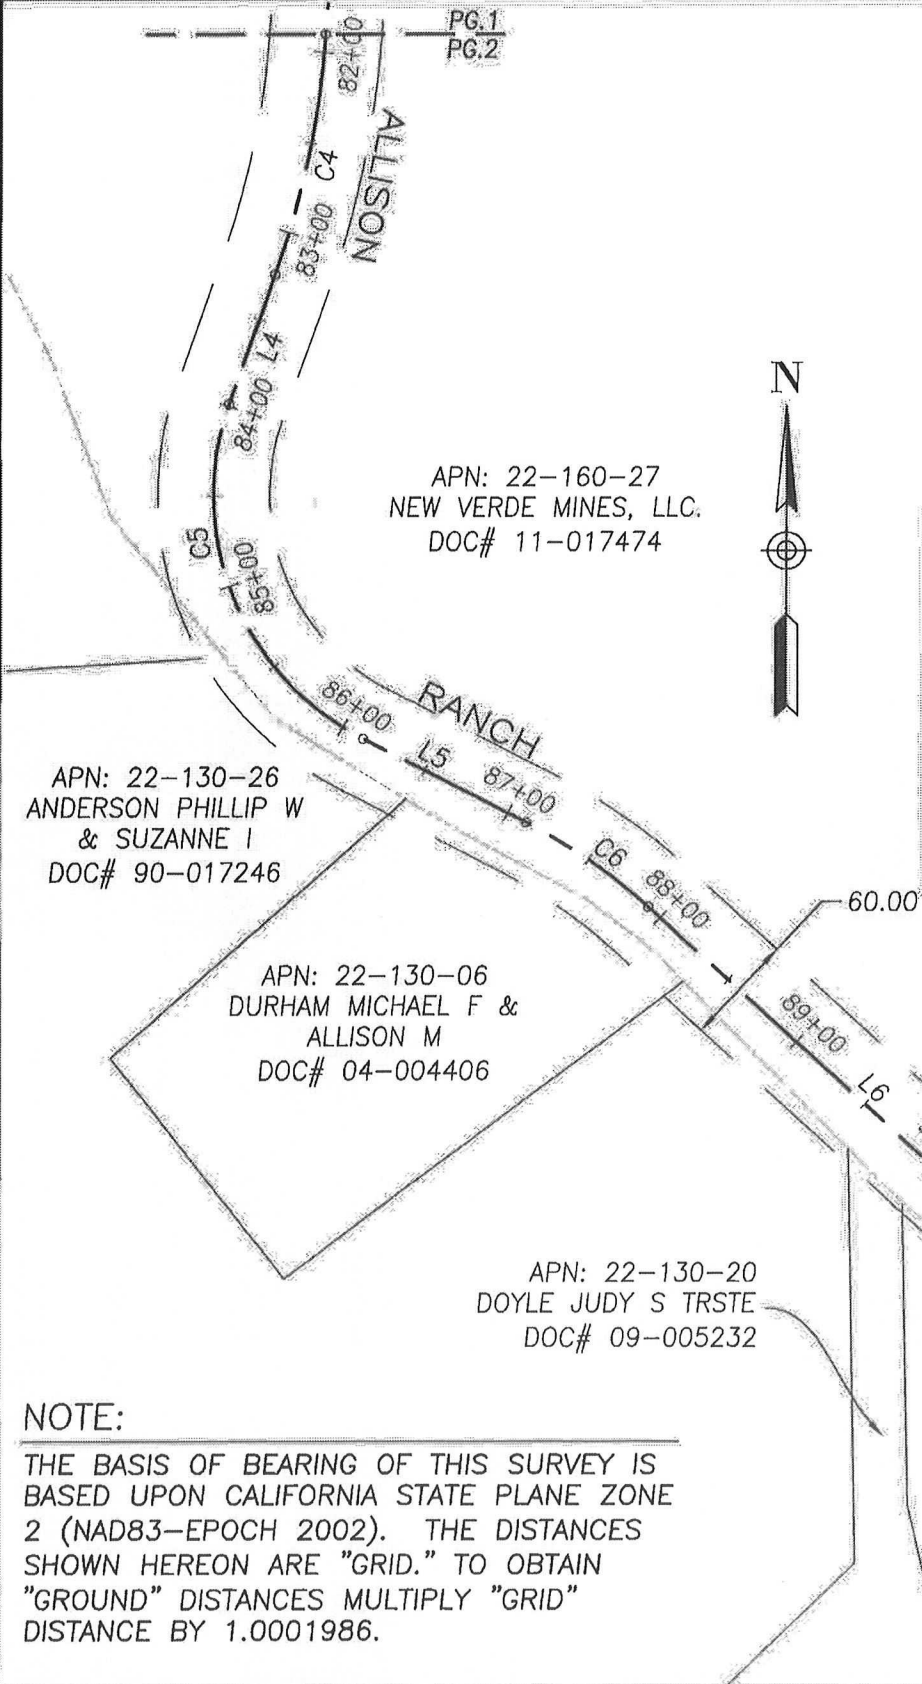 PG.1
PG.2
82+00
C4
ALLISON
83+00
L4
84+00
N
APN: 22-160-27
NEW VERDE MINES, LLC.
DOC# 11-017474
C5
85+00
86+00
RANCH
L5
87+00
APN: 22-130-26
ANDERSON PHILLIP W
& SUZANNE I
DOC# 90-017246
C6
88+00
60.00
APN: 22-130-06
DURHAM MICHAEL F &
ALLISON M
DOC# 04-004406
89+00
L6
APN: 22-130-20
DOYLE JUDY S TRSTE
DOC# 09-005232
NOTE:
THE BASIS OF BEARING OF THIS SURVEY IS
BASED UPON CALIFORNIA STATE PLANE ZONE
2 (NAD83-EPOCH 2002). THE DISTANCES
SHOWN HEREON ARE "GRID." TO OBTAIN
"GROUND" DISTANCES MULTIPLY "GRID"
DISTANCE BY 1.0001986.